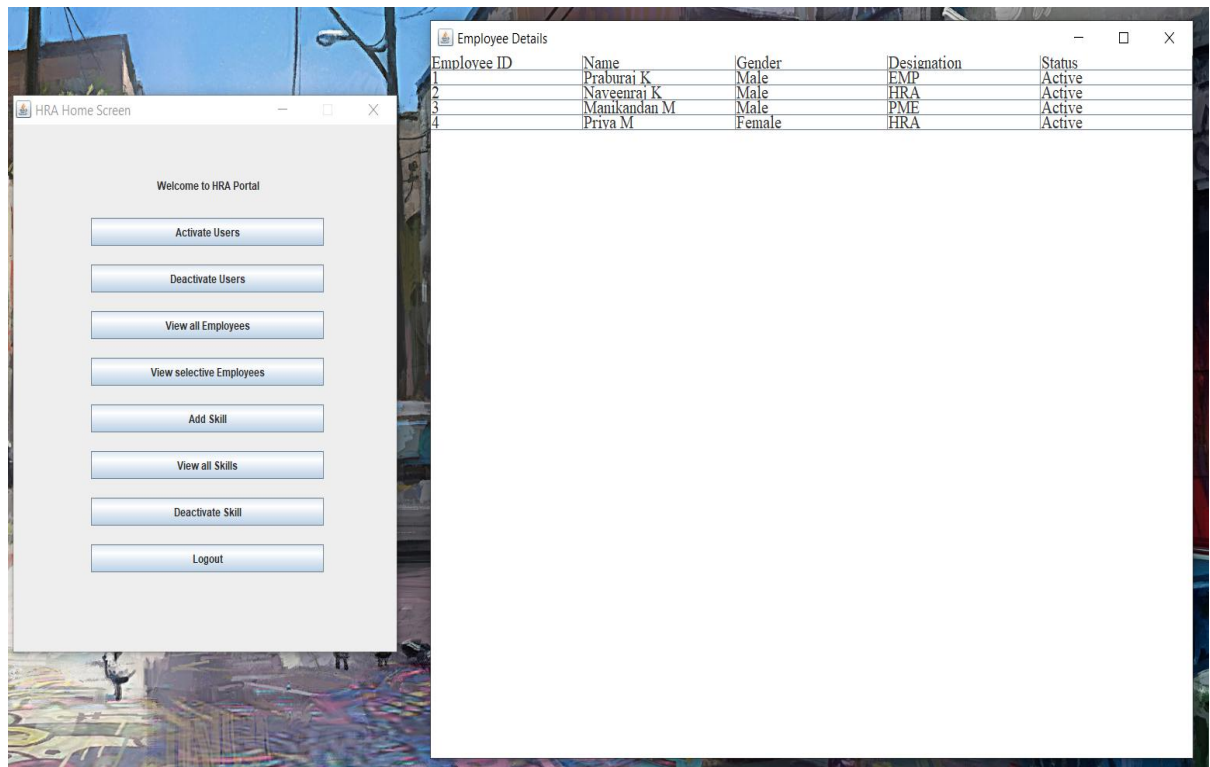 HRA Home Screen
Welcome to HRA Portal
Activate Users
Deactivate Users
View all Employees
View selective Employees
Add Skill
View all Skills
Deactivate Skill
Logout
Employee Details
Employee ID Name Gender Designation Status
1 Praburaj K Male EMP Active
2 Naveenraj K Male HRA Active
3 Manikandan M Male PME Active
4 Priya M Female HRA Active